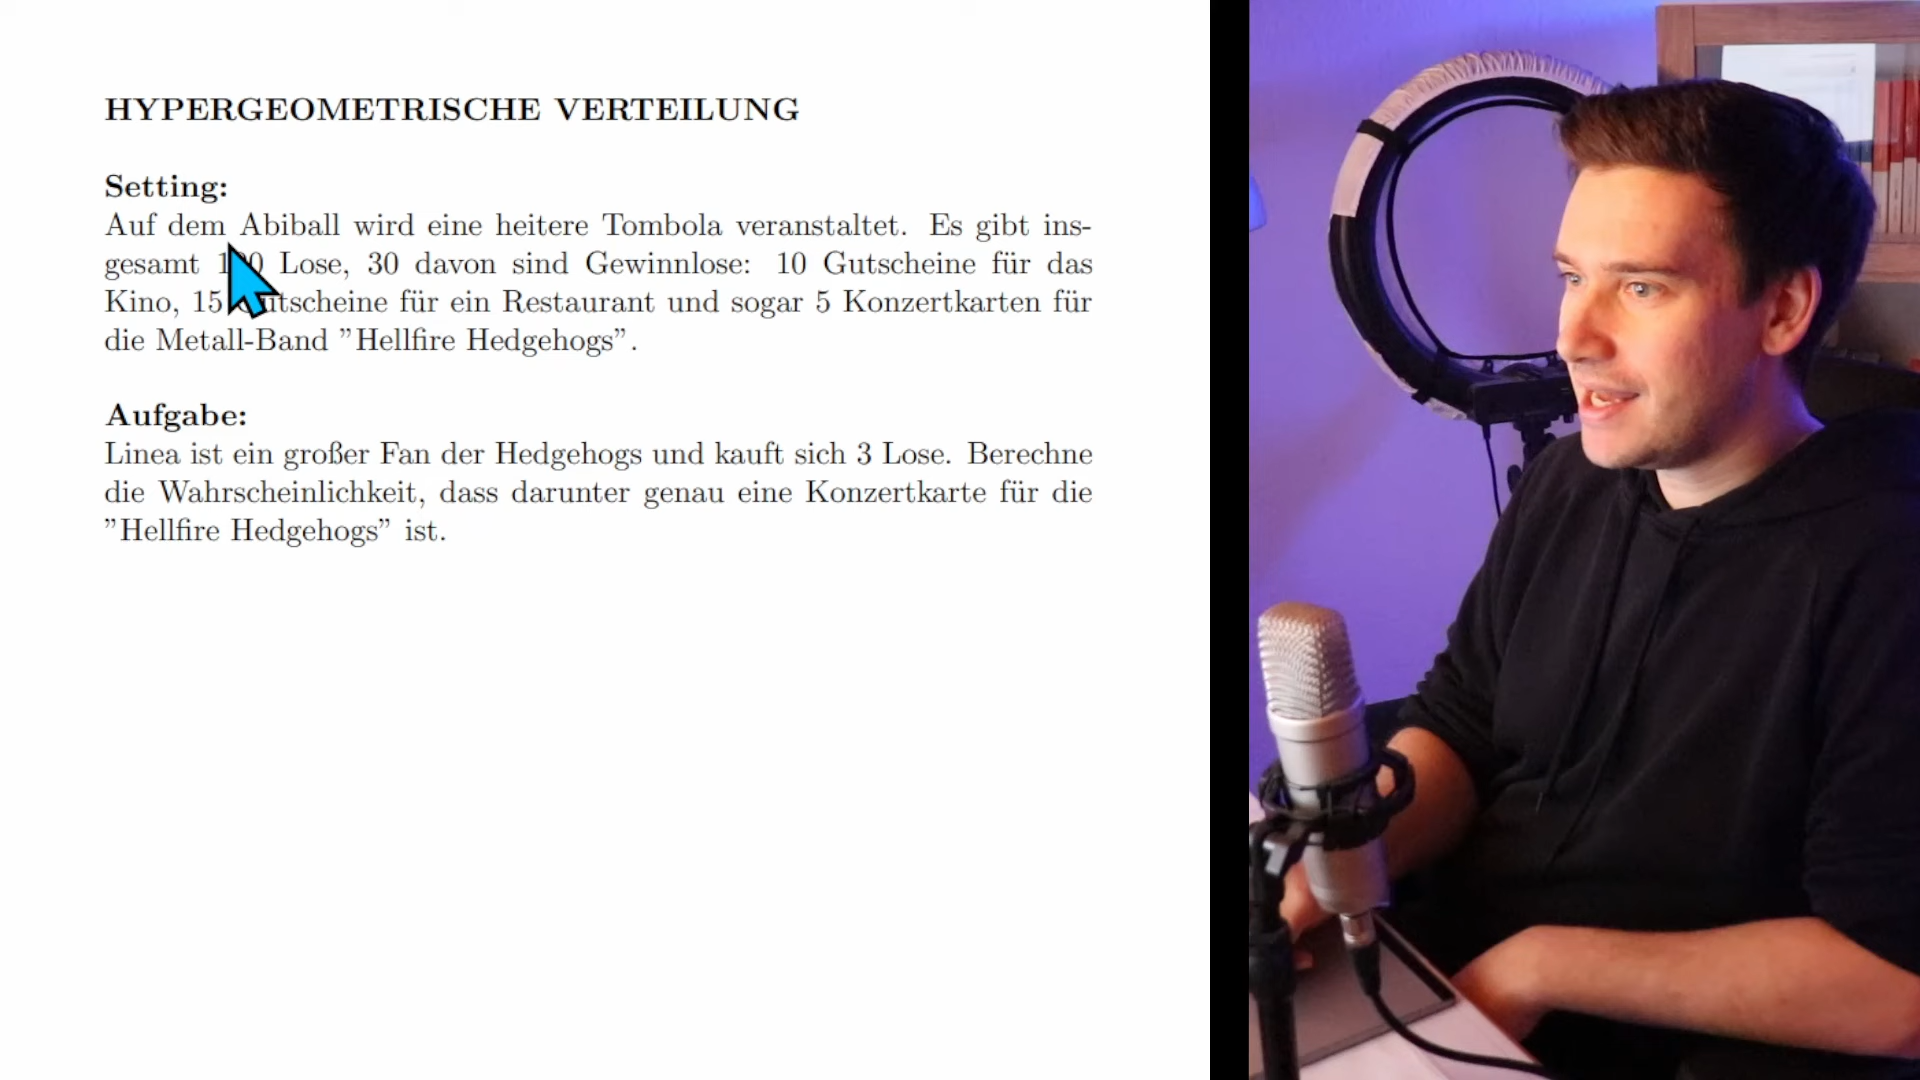 HYPERGEOMETRISCHE VERTEILUNG
Setting:
Auf dem Abiball wird eine heitere Tombola veranstaltet. Es gibt ins-
gesamt Lose, 30 davon sind Gewinnlose: 10 Gutscheine für das
Kino, 15 Gutscheine für ein Restaurant und sogar 5 Konzertkarten für
die Metall-Band ”Hellfire Hedgehogs”.
Aufgabe:
Linea ist ein großer Fan der Hedgehogs und kauft sich 3 Lose. Berechne
die Wahrscheinlichkeit, dass darunter genau eine Konzertkarte für die
”Hellfire Hedgehogs” ist.